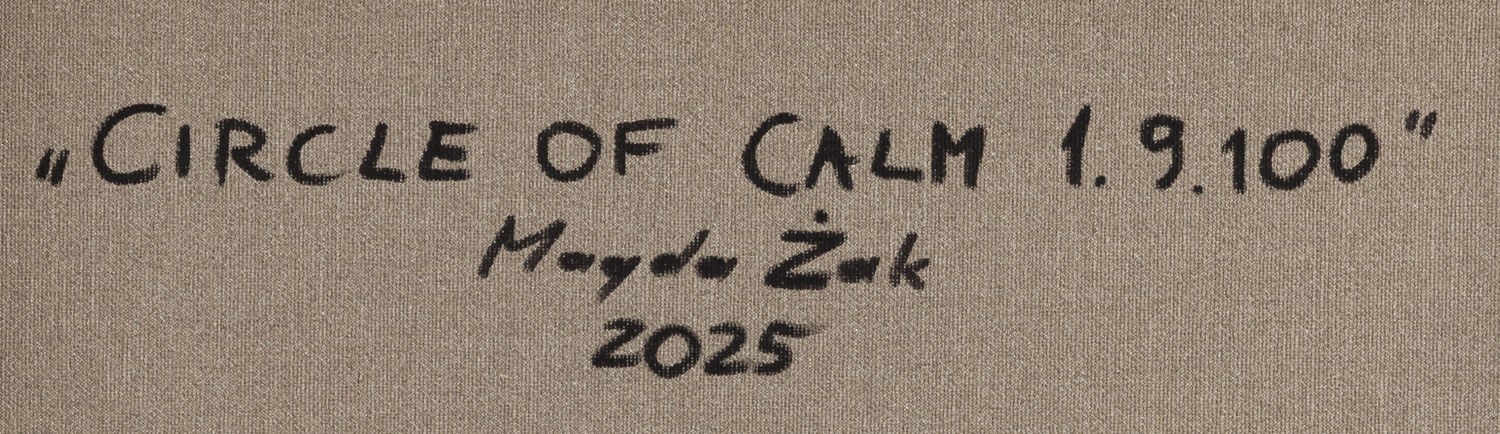 „CIRCLE OF CALM 1.9.100”
Magda Żak
2025